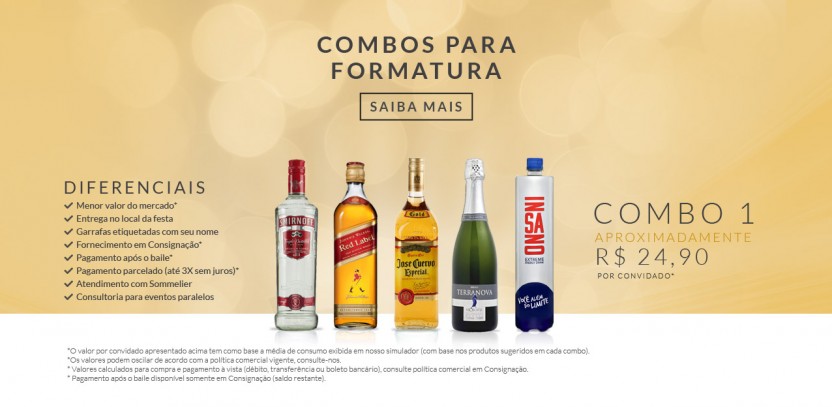 COMBOS PARA
FORMATURA
SAIBA MAIS
DIFERENCIAIS
Menor valor do mercado*
Entrega no local da festa
Garrafas etiquetadas com seu nome
Fornecimento em Consignação*
Pagamento após o baile*
Pagamento parcelado (até 3X sem juros)*
Atendimento com Sommelier
Consultoria para eventos paralelos
SMIRNOFF
Red Label
Gold
Jose Cuervo
Especial
TERRANOVA
INSANO
EXTREME
VOCÊ ALÉM
DO LIMITE
COMBO 1
APROXIMADAMENTE
R$ 24,90
POR CONVIDADO*
*O valor por convidado apresentado acima tem como base a média de consumo exibida em nosso simulador (com base nos produtos sugeridos em cada combo).
*Os valores podem oscilar de acordo com a política comercial vigente, consulte-nos.
* Valores calculados para compra e pagamento à vista (débito, transferência ou boleto bancário), consulte política comercial em Consignação.
* Pagamento após o baile disponível somente em Consignação (saldo restante).